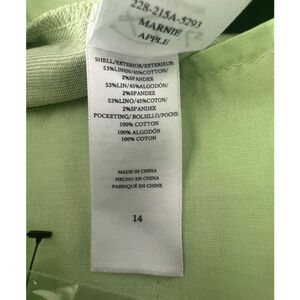 228-215A-5293
MARNIE
APPLE
SHELL/EXTERIOR/EXTERIEUR:
53%LINEN/45%COTTON/
2%SPANDEX
53%LINO/45%ALGODÓN/
2%SPANDEX
53%LINO/45%COTTON/
2%SPANDEX
POCKETING/ BOLSILLO/POCHE:
100% COTTON
100% ALGODÓN
100% COTON
MADE IN CHINA
HECHO EN CHINA
FABRIQUÉ EN CHINE
14